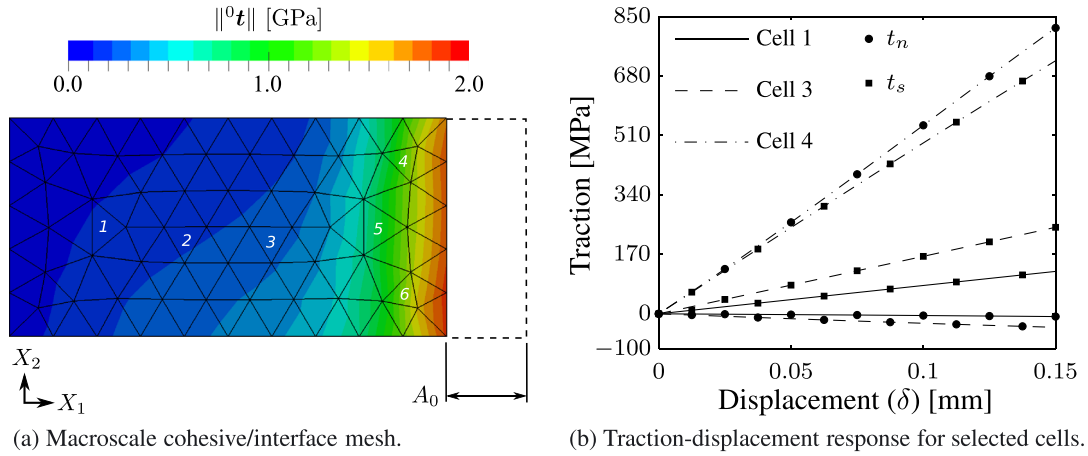 ‖⁰t‖ [GPa]
0.0 1.0 2.0
4
1
2 3 5
6
X₂
X₁
A₀
(a) Macroscale cohesive/interface mesh.
850
680
510
340
170
0
−100
Traction [MPa]
Cell 1 tₙ
Cell 3 tₛ
Cell 4
0 0.05 0.1 0.15
Displacement (δ) [mm]
(b) Traction-displacement response for selected cells.